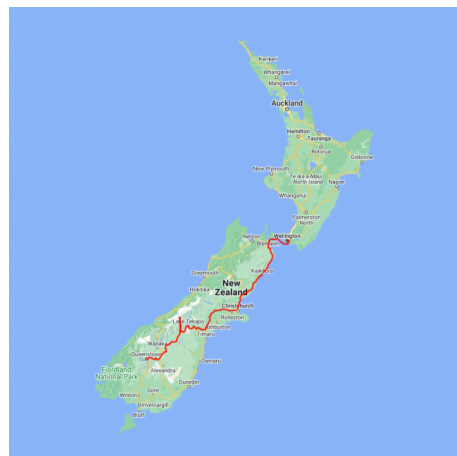 Kerikeri
Whangārei
Mangawhai
Auckland
Hamilton
Tauranga
Rotorua
Gisborne
New Plymouth
Te Ika-a-Māui
/ North Island
Napier
Whanganui
Palmerston
North
Wellington
Nelson
Blenheim
Kaikōura
Greymouth
Hokitika
New
Zealand
Christchurch
Rolleston
Lake Tekapo
Ashburton
Timaru
Wānaka
Queenstown
Oamaru
Fiordland
National Park
Alexandra
Dunedin
Gore
Winton
Invercargill
Bluff